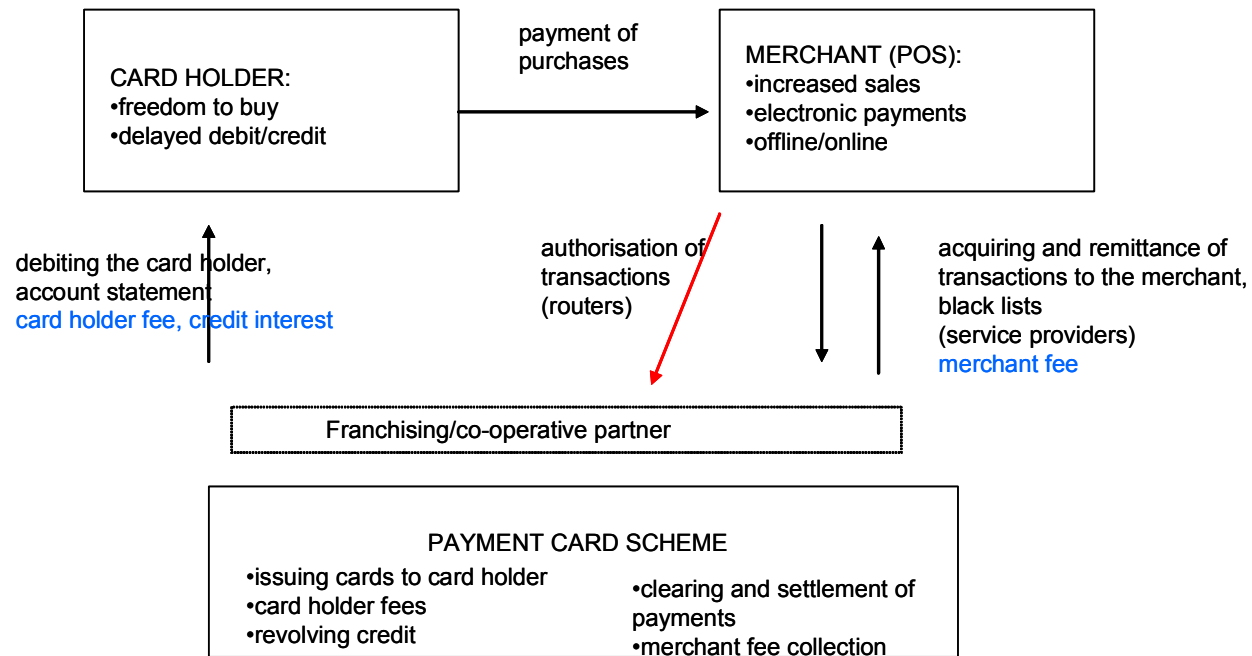 CARD HOLDER:
•freedom to buy
•delayed debit/credit
payment of
purchases
MERCHANT (POS):
•increased sales
•electronic payments
•offline/online
debiting the card holder,
account statement
card holder fee, credit interest
authorisation of
transactions
(routers)
acquiring and remittance of
transactions to the merchant,
black lists
(service providers)
merchant fee
Franchising/co-operative partner
PAYMENT CARD SCHEME
•issuing cards to card holder
•card holder fees
•revolving credit
•clearing and settlement of
payments
•merchant fee collection